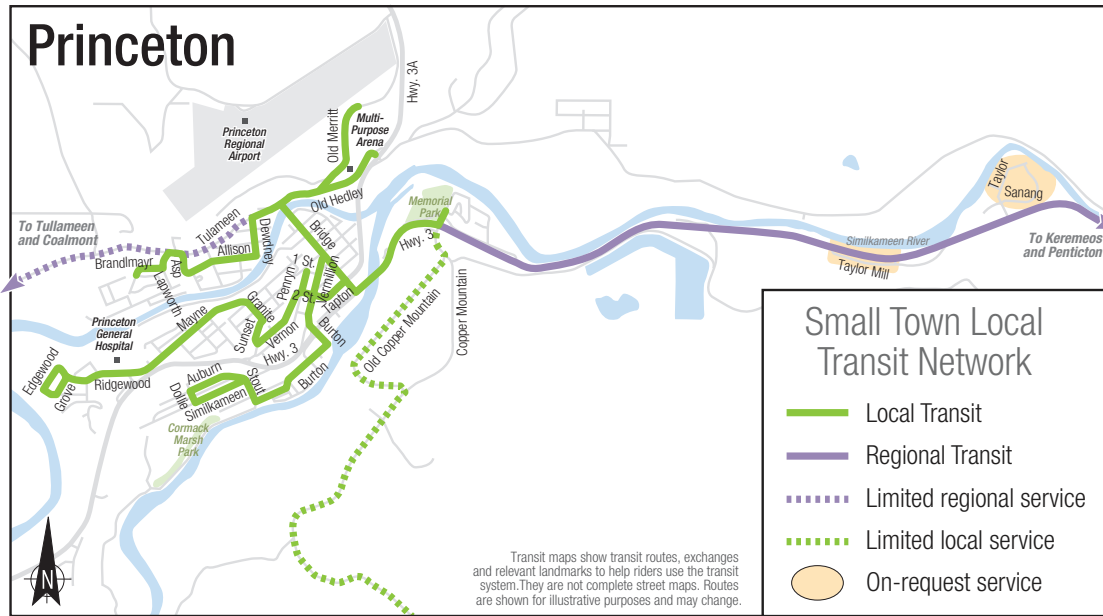 Princeton
Hwy. 3A
Princeton
Regional
Airport
Old Merritt
Multi-
Purpose
Arena
Old Hedley
Memorial
Park
Hwy. 3
Taylor
Sanang
To Tullameen
and Coalmont
Tulameen
Brandlmayr
Asp
Allison
Dewdney
Lapworth
Bridge
1 St.
2 St.
Penryn
Vermillion
Tapton
Granite
Mayne
Sunset
Vernon
Hwy. 3
Burton
Burton
Princeton
General
Hospital
Edgewood
Grove
Ridgewood
Auburn
Dollie
Similkameen
Stout
Cormack
Marsh
Park
Old Copper Mountain
Copper Mountain
Similkameen River
Taylor Mill
To Keremeos
and Penticton
Small Town Local
Transit Network
Local Transit
Regional Transit
Limited regional service
Limited local service
On-request service
Transit maps show transit routes, exchanges
and relevant landmarks to help riders use the transit
system.They are not complete street maps. Routes
are shown for illustrative purposes and may change.
N